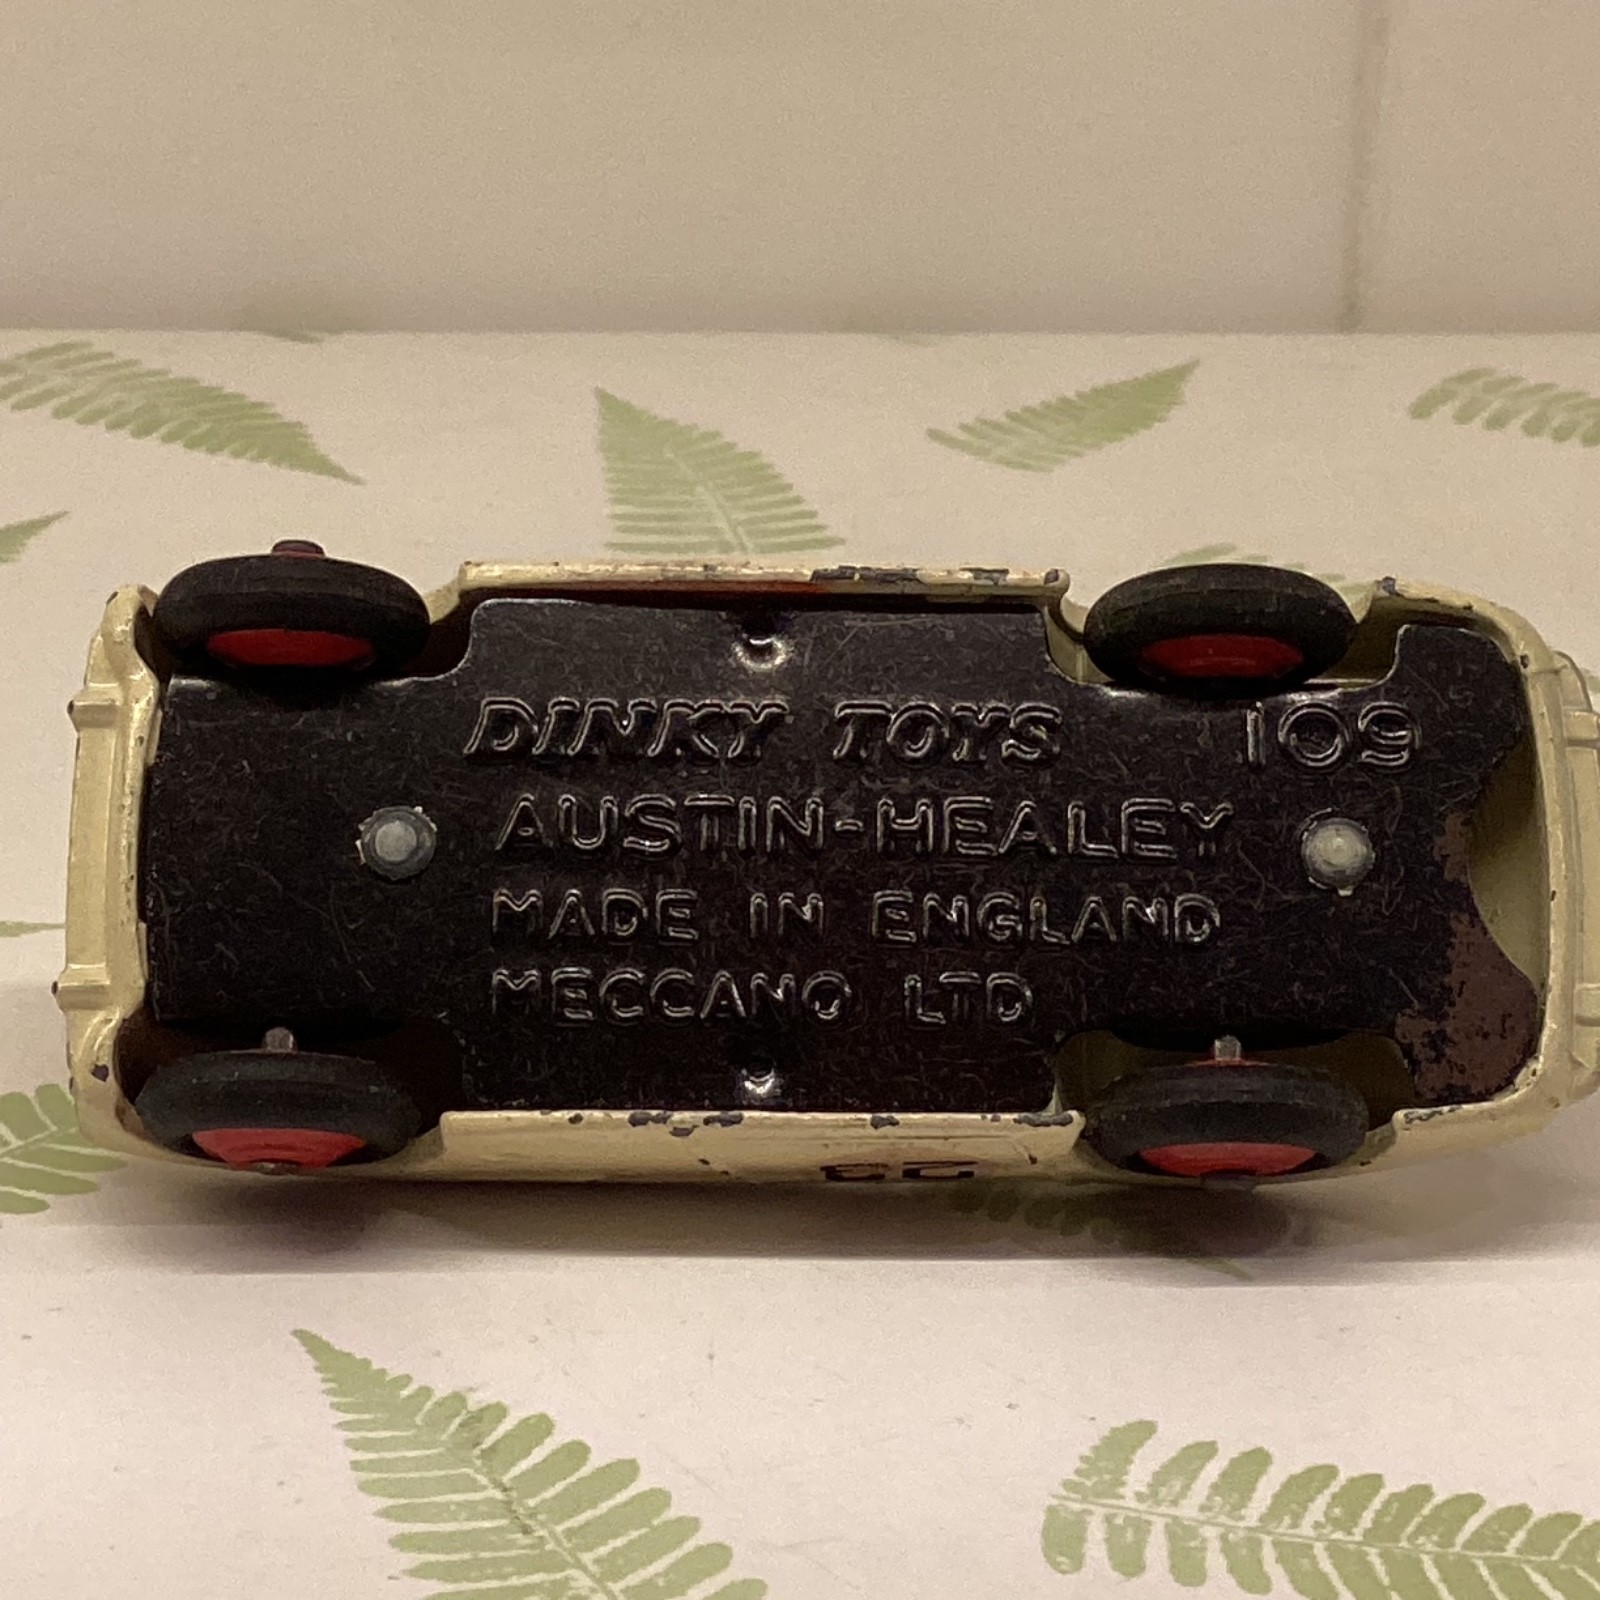 DINKY TOYS 109
AUSTIN-HEALEY
MADE IN ENGLAND
MECCANO LTD